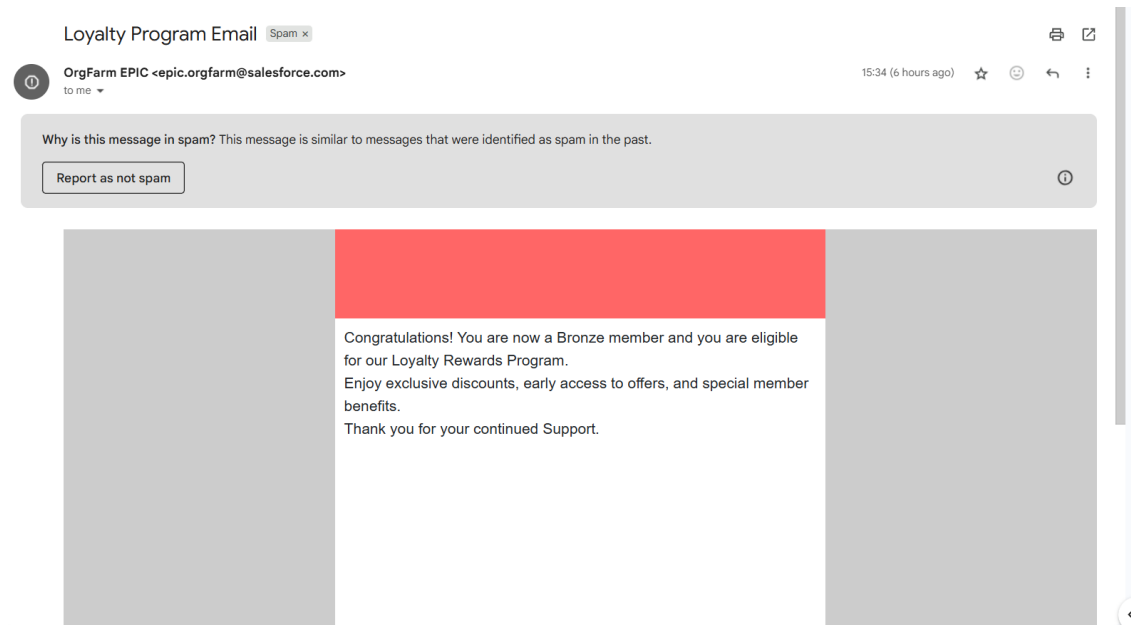 Loyalty Program Email Spam ×
OrgFarm EPIC <epic.orgfarm@salesforce.com> 15:34 (6 hours ago)
to me
Why is this message in spam? This message is similar to messages that were identified as spam in the past.
Report as not spam
Congratulations! You are now a Bronze member and you are eligible
for our Loyalty Rewards Program.
Enjoy exclusive discounts, early access to offers, and special member
benefits.
Thank you for your continued Support.